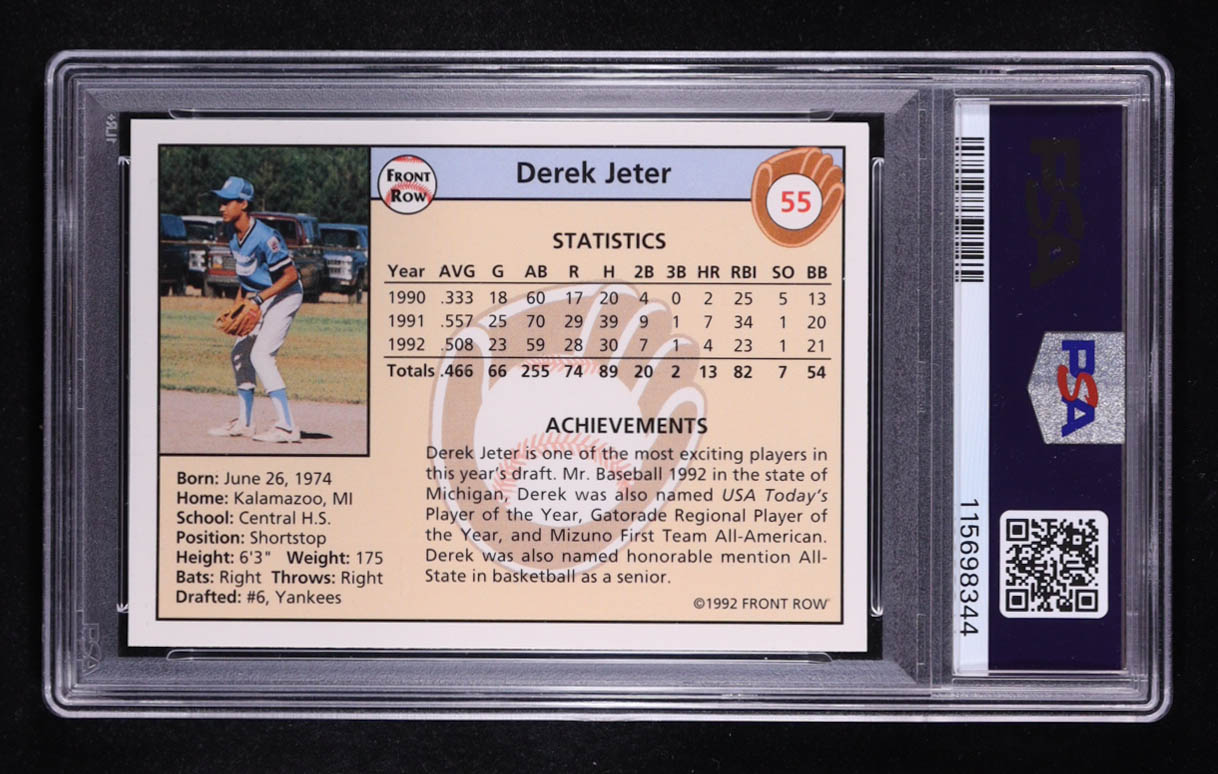 FRONT
ROW
Derek Jeter
55
STATISTICS
Year AVG G AB R H 2B 3B HR RBI SO BB
1990 .333 18 60 17 20 4 0 2 25 5 13
1991 .557 25 70 29 39 9 1 7 34 1 20
1992 .508 23 59 28 30 7 1 4 23 1 21
Totals .466 66 255 74 89 20 2 13 82 7 54
ACHIEVEMENTS
Derek Jeter is one of the most exciting players in
this year's draft. Mr. Baseball 1992 in the state of
Michigan, Derek was also named USA Today's
Player of the Year, Gatorade Regional Player of
the Year, and Mizuno First Team All-American.
Derek was also named honorable mention All-
State in basketball as a senior.
©1992 FRONT ROW
Born: June 26, 1974
Home: Kalamazoo, MI
School: Central H.S.
Position: Shortstop
Height: 6'3" Weight: 175
Bats: Right Throws: Right
Drafted: #6, Yankees
PSA
PSA
115698344
1LR+
PSA